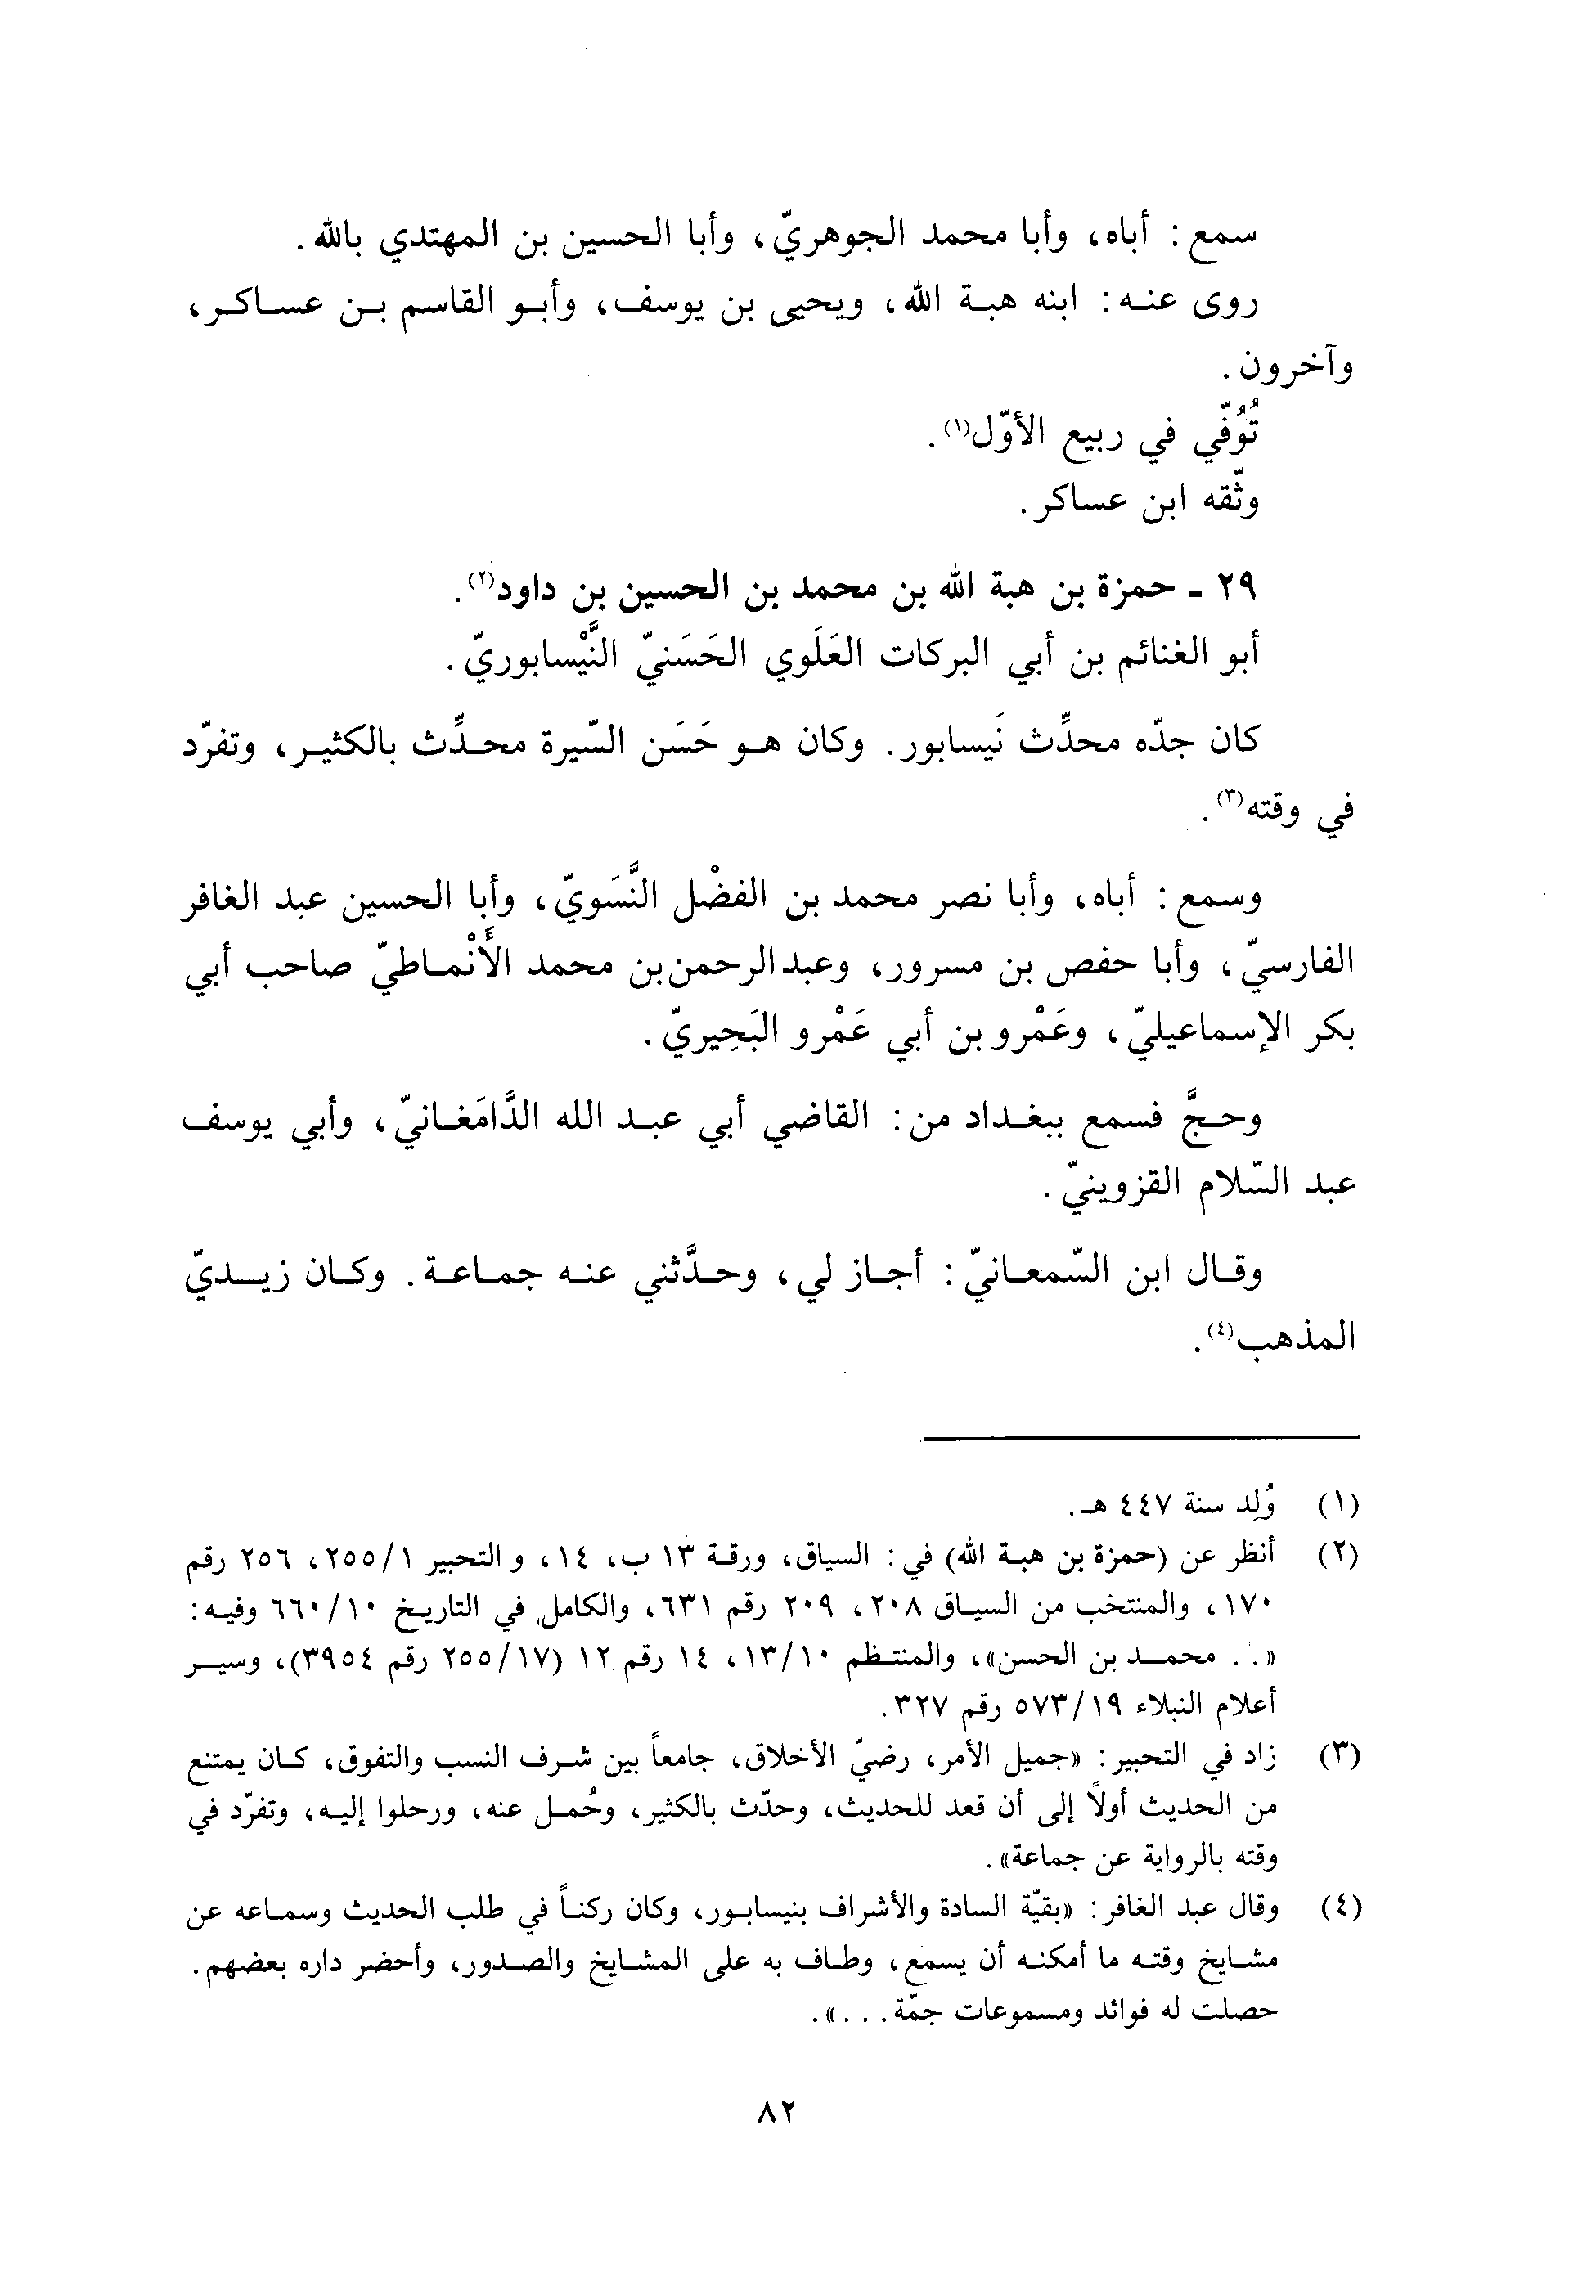 سمع: أباه، وأبا محمد الجوهريّ، وأبا الحسين بن المهتدي بالله.
روى عنه: ابنه هبة الله، ويحيى بن يوسف، وأبو القاسم بن عساكر،
وآخرون.
تُوُفّي في ربيع الأوّل(١).
وثّقه ابن عساكر.
٢٩ - حمزة بن هبة الله بن محمد بن الحسين بن داود(٢).
أبو الغنائم بن أبي البركات العَلَوي الحَسَنيّ النَّيْسابوريّ.
كان جدّه محدِّث نَيسابور. وكان هو حَسَن السّيرة محدِّث بالكثير، وتفرّد
في وقته(٣).
وسمع: أباه، وأبا نصر محمد بن الفضْل النَّسَويّ، وأبا الحسين عبد الغافر
الفارسيّ، وأبا حفص بن مسرور، وعبدالرحمن بن محمد الأَنْماطيّ صاحب أبي
بكر الإسماعيليّ، وعَمْرو بن أبي عَمْرو البَحِيريّ.
وحجَّ فسمع ببغداد من: القاضي أبي عبد الله الدَّامَغانيّ، وأبي يوسف
عبد السّلام القزوينيّ.
وقال ابن السّمعانيّ: أجاز لي، وحدَّثني عنه جماعة. وكان زيديّ
المذهب(٤).
(١) وُلِد سنة ٤٤٧ هـ.
(٢) أنظر عن (حمزة بن هبة الله) في: السياق، ورقة ١٣ ب، ١٤، والتحبير ٢٥٥/١، ٢٥٦ رقم
١٧٠، والمنتخب من السياق ٢٠٨، ٢٠٩ رقم ٦٣١، والكامل في التاريخ ٦٦٠/١٠ وفيه:
«.. محمد بن الحسن»، والمنتظم ١٣/١٠، ١٤ رقم ١٢ (٢٥٥/١٧ رقم ٣٩٥٤)، وسير
أعلام النبلاء ٥٧٣/١٩ رقم ٣٢٧.
(٣) زاد في التحبير: «جميل الأمر، رضيّ الأخلاق، جامعاً بين شرف النسب والتفوق، كان يمتنع
من الحديث أولاً إلى أن قعد للحديث، وحدّث بالكثير، وحُمل عنه، ورحلوا إليه، وتفرّد في
وقته بالرواية عن جماعة».
(٤) وقال عبد الغافر: «بقيّة السادة والأشراف بنيسابور، وكان ركناً في طلب الحديث وسماعه عن
مشايخ وقته ما أمكنه أن يسمع، وطاف به على المشايخ والصدور، وأحضر داره بعضهم.
حصلت له فوائد ومسموعات جمّة...».
٨٢